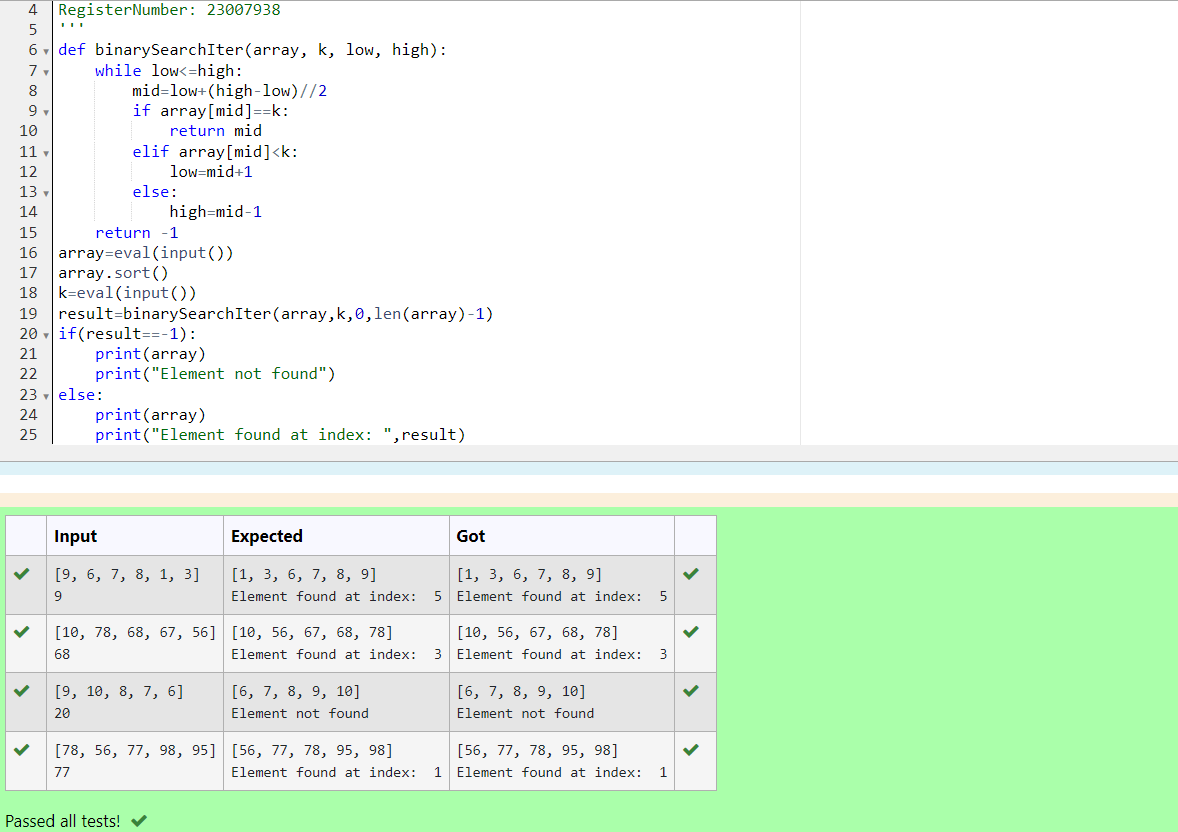 4 RegisterNumber: 23007938
5 '''
6 def binarySearchIter(array, k, low, high):
7     while low<=high:
8         mid=low+(high-low)//2
9         if array[mid]==k:
10             return mid
11         elif array[mid]<k:
12             low=mid+1
13         else:
14             high=mid-1
15     return -1
16 array=eval(input())
17 array.sort()
18 k=eval(input())
19 result=binarySearchIter(array,k,0,len(array)-1)
20 if(result==-1):
21     print(array)
22     print("Element not found")
23 else:
24     print(array)
25     print("Element found at index: ",result)
Input Expected Got
[9, 6, 7, 8, 1, 3] [1, 3, 6, 7, 8, 9] [1, 3, 6, 7, 8, 9]
9 Element found at index:  5 Element found at index:  5
[10, 78, 68, 67, 56] [10, 56, 67, 68, 78] [10, 56, 67, 68, 78]
68 Element found at index:  3 Element found at index:  3
[9, 10, 8, 7, 6] [6, 7, 8, 9, 10] [6, 7, 8, 9, 10]
20 Element not found Element not found
[78, 56, 77, 98, 95] [56, 77, 78, 95, 98] [56, 77, 78, 95, 98]
77 Element found at index:  1 Element found at index:  1
Passed all tests!